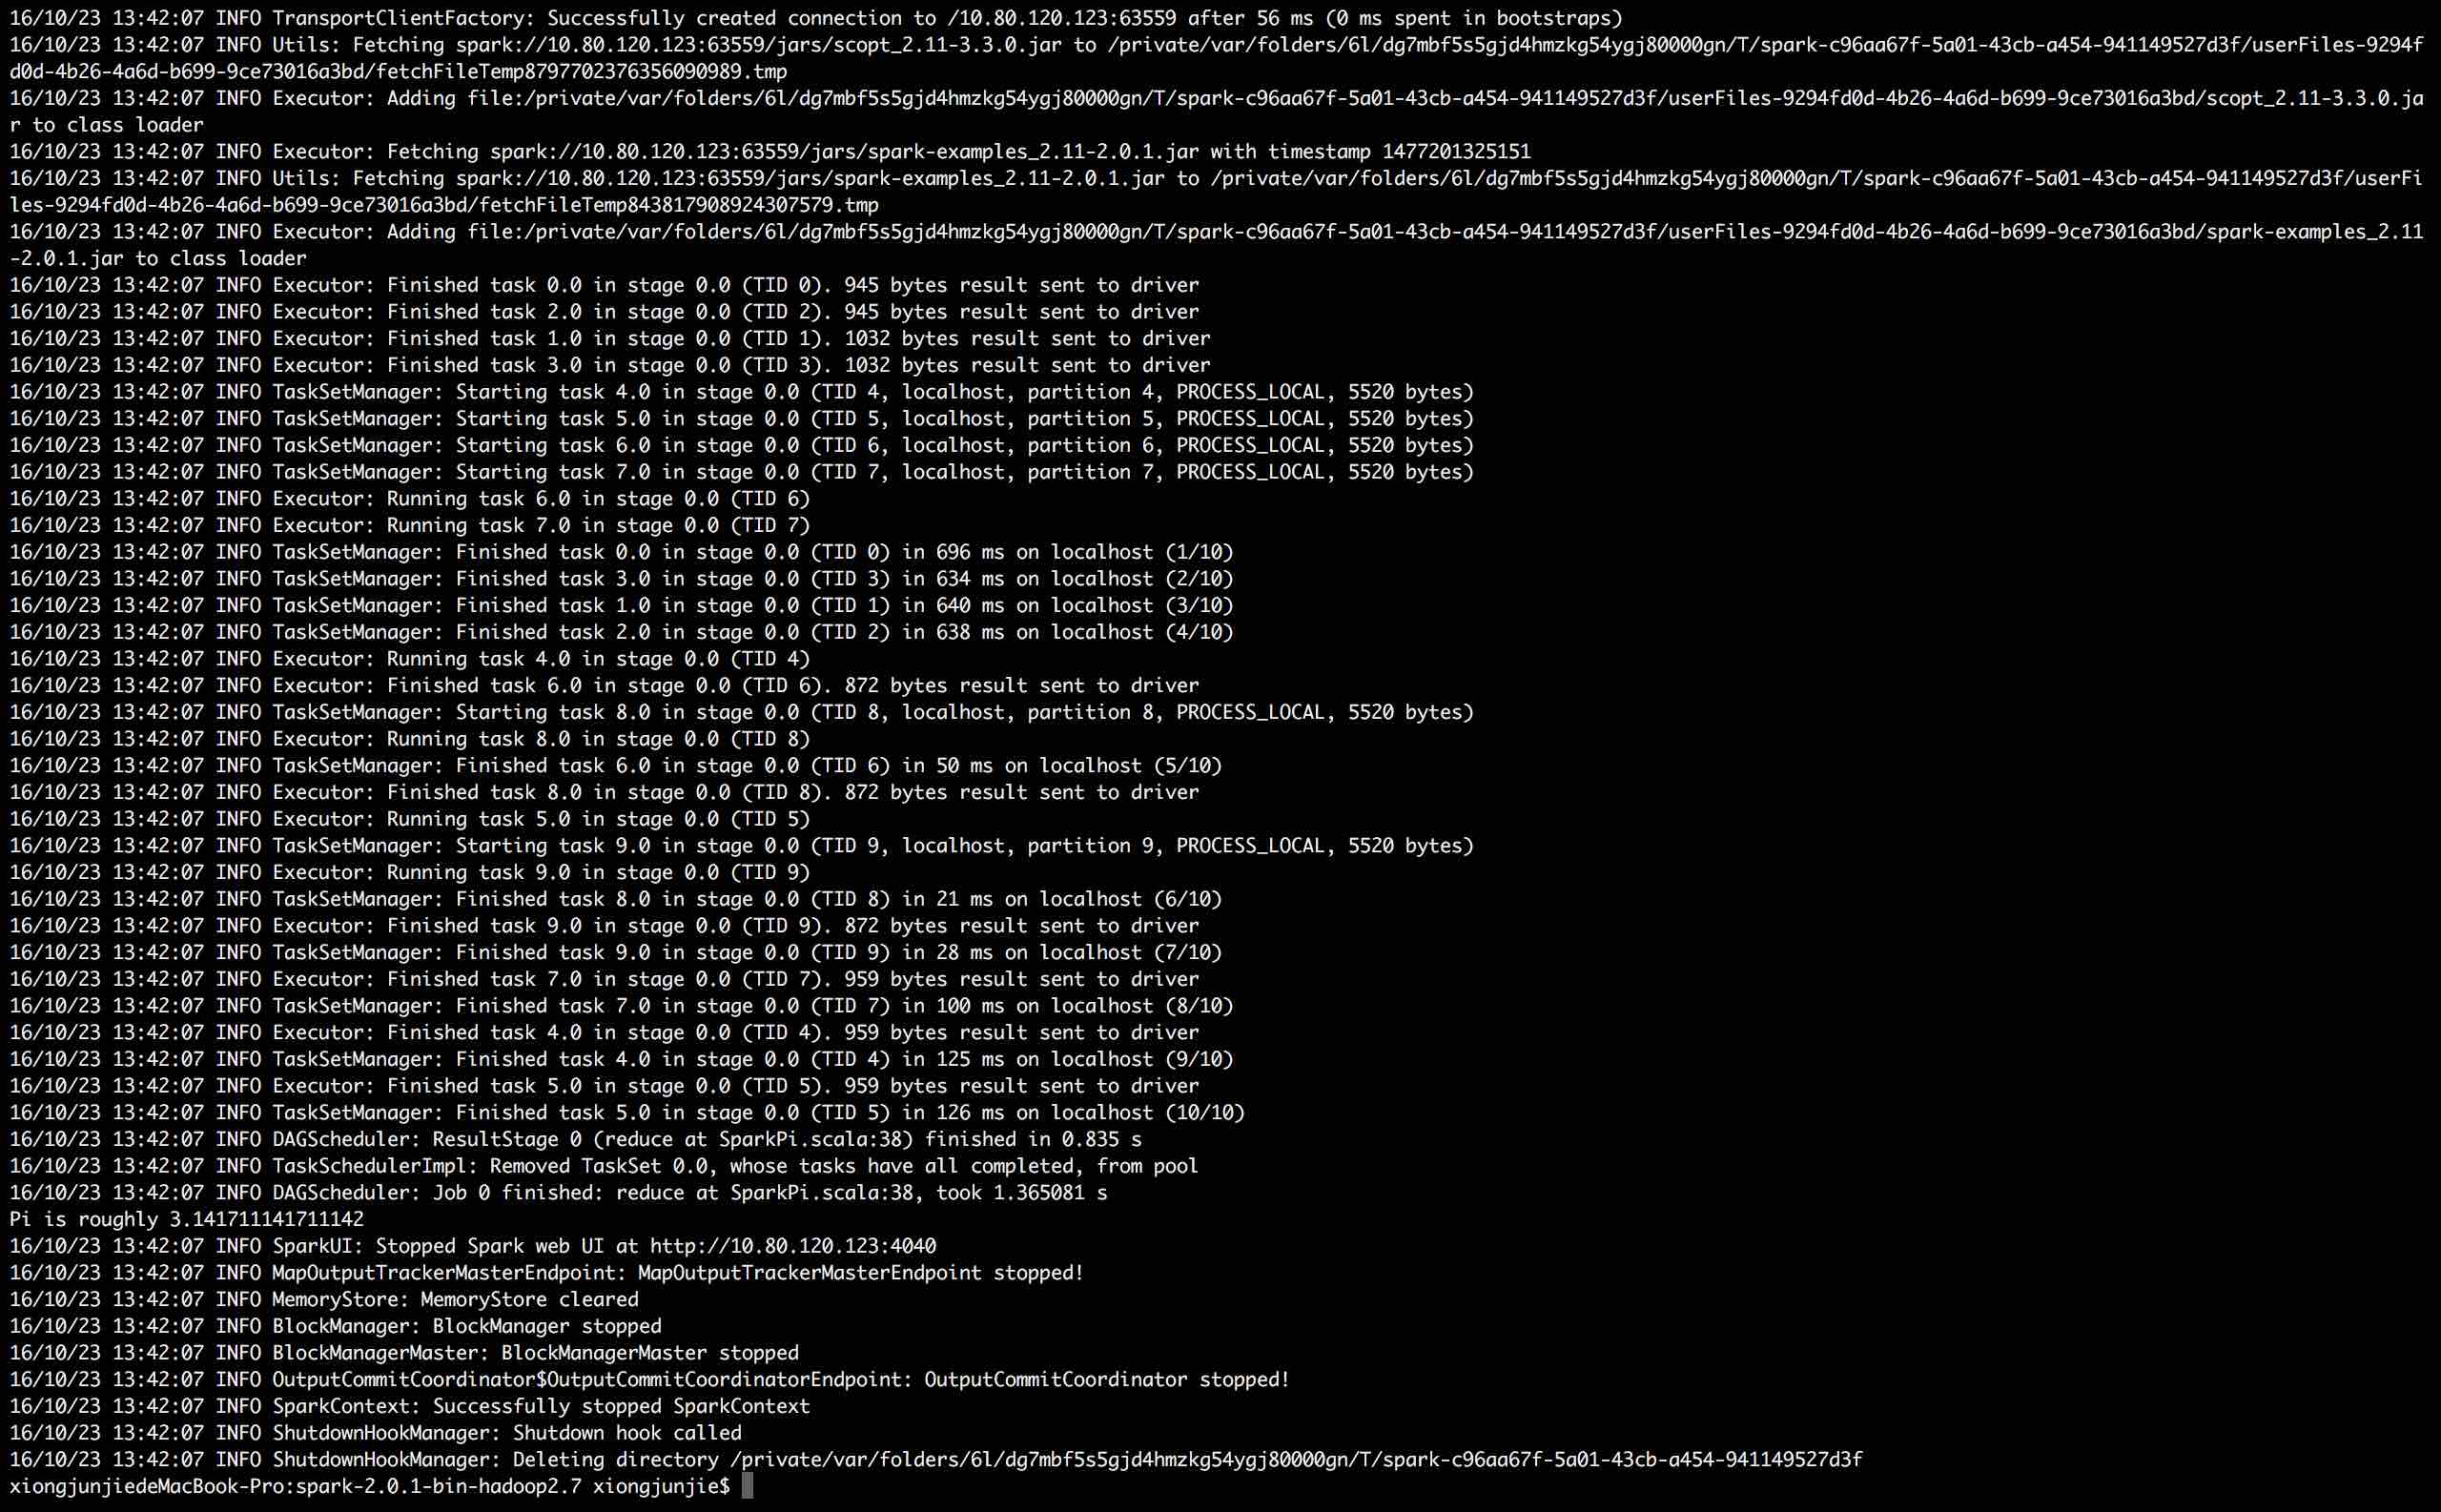 16/10/23 13:42:07 INFO TransportClientFactory: Successfully created connection to /10.80.120.123:63559 after 56 ms (0 ms spent in bootstraps)
16/10/23 13:42:07 INFO Utils: Fetching spark://10.80.120.123:63559/jars/scopt_2.11-3.3.0.jar to /private/var/folders/6l/dg7mbf5s5gjd4hmzkg54ygj80000gn/T/spark-c96aa67f-5a01-43cb-a454-941149527d3f/userFiles-9294f
d0d-4b26-4a6d-b699-9ce73016a3bd/fetchFileTemp8797702376356090989.tmp
16/10/23 13:42:07 INFO Executor: Adding file:/private/var/folders/6l/dg7mbf5s5gjd4hmzkg54ygj80000gn/T/spark-c96aa67f-5a01-43cb-a454-941149527d3f/userFiles-9294fd0d-4b26-4a6d-b699-9ce73016a3bd/scopt_2.11-3.3.0.ja
r to class loader
16/10/23 13:42:07 INFO Executor: Fetching spark://10.80.120.123:63559/jars/spark-examples_2.11-2.0.1.jar with timestamp 1477201325151
16/10/23 13:42:07 INFO Utils: Fetching spark://10.80.120.123:63559/jars/spark-examples_2.11-2.0.1.jar to /private/var/folders/6l/dg7mbf5s5gjd4hmzkg54ygj80000gn/T/spark-c96aa67f-5a01-43cb-a454-941149527d3f/userFi
les-9294fd0d-4b26-4a6d-b699-9ce73016a3bd/fetchFileTemp843817908924307579.tmp
16/10/23 13:42:07 INFO Executor: Adding file:/private/var/folders/6l/dg7mbf5s5gjd4hmzkg54ygj80000gn/T/spark-c96aa67f-5a01-43cb-a454-941149527d3f/userFiles-9294fd0d-4b26-4a6d-b699-9ce73016a3bd/spark-examples_2.11
-2.0.1.jar to class loader
16/10/23 13:42:07 INFO Executor: Finished task 0.0 in stage 0.0 (TID 0). 945 bytes result sent to driver
16/10/23 13:42:07 INFO Executor: Finished task 2.0 in stage 0.0 (TID 2). 945 bytes result sent to driver
16/10/23 13:42:07 INFO Executor: Finished task 1.0 in stage 0.0 (TID 1). 1032 bytes result sent to driver
16/10/23 13:42:07 INFO Executor: Finished task 3.0 in stage 0.0 (TID 3). 1032 bytes result sent to driver
16/10/23 13:42:07 INFO TaskSetManager: Starting task 4.0 in stage 0.0 (TID 4, localhost, partition 4, PROCESS_LOCAL, 5520 bytes)
16/10/23 13:42:07 INFO TaskSetManager: Starting task 5.0 in stage 0.0 (TID 5, localhost, partition 5, PROCESS_LOCAL, 5520 bytes)
16/10/23 13:42:07 INFO TaskSetManager: Starting task 6.0 in stage 0.0 (TID 6, localhost, partition 6, PROCESS_LOCAL, 5520 bytes)
16/10/23 13:42:07 INFO TaskSetManager: Starting task 7.0 in stage 0.0 (TID 7, localhost, partition 7, PROCESS_LOCAL, 5520 bytes)
16/10/23 13:42:07 INFO Executor: Running task 6.0 in stage 0.0 (TID 6)
16/10/23 13:42:07 INFO Executor: Running task 7.0 in stage 0.0 (TID 7)
16/10/23 13:42:07 INFO TaskSetManager: Finished task 0.0 in stage 0.0 (TID 0) in 696 ms on localhost (1/10)
16/10/23 13:42:07 INFO TaskSetManager: Finished task 3.0 in stage 0.0 (TID 3) in 634 ms on localhost (2/10)
16/10/23 13:42:07 INFO TaskSetManager: Finished task 1.0 in stage 0.0 (TID 1) in 640 ms on localhost (3/10)
16/10/23 13:42:07 INFO TaskSetManager: Finished task 2.0 in stage 0.0 (TID 2) in 638 ms on localhost (4/10)
16/10/23 13:42:07 INFO Executor: Running task 4.0 in stage 0.0 (TID 4)
16/10/23 13:42:07 INFO Executor: Finished task 6.0 in stage 0.0 (TID 6). 872 bytes result sent to driver
16/10/23 13:42:07 INFO TaskSetManager: Starting task 8.0 in stage 0.0 (TID 8, localhost, partition 8, PROCESS_LOCAL, 5520 bytes)
16/10/23 13:42:07 INFO Executor: Running task 8.0 in stage 0.0 (TID 8)
16/10/23 13:42:07 INFO TaskSetManager: Finished task 6.0 in stage 0.0 (TID 6) in 50 ms on localhost (5/10)
16/10/23 13:42:07 INFO Executor: Finished task 8.0 in stage 0.0 (TID 8). 872 bytes result sent to driver
16/10/23 13:42:07 INFO Executor: Running task 5.0 in stage 0.0 (TID 5)
16/10/23 13:42:07 INFO TaskSetManager: Starting task 9.0 in stage 0.0 (TID 9, localhost, partition 9, PROCESS_LOCAL, 5520 bytes)
16/10/23 13:42:07 INFO Executor: Running task 9.0 in stage 0.0 (TID 9)
16/10/23 13:42:07 INFO TaskSetManager: Finished task 8.0 in stage 0.0 (TID 8) in 21 ms on localhost (6/10)
16/10/23 13:42:07 INFO Executor: Finished task 9.0 in stage 0.0 (TID 9). 872 bytes result sent to driver
16/10/23 13:42:07 INFO TaskSetManager: Finished task 9.0 in stage 0.0 (TID 9) in 28 ms on localhost (7/10)
16/10/23 13:42:07 INFO Executor: Finished task 7.0 in stage 0.0 (TID 7). 959 bytes result sent to driver
16/10/23 13:42:07 INFO TaskSetManager: Finished task 7.0 in stage 0.0 (TID 7) in 100 ms on localhost (8/10)
16/10/23 13:42:07 INFO Executor: Finished task 4.0 in stage 0.0 (TID 4). 959 bytes result sent to driver
16/10/23 13:42:07 INFO TaskSetManager: Finished task 4.0 in stage 0.0 (TID 4) in 125 ms on localhost (9/10)
16/10/23 13:42:07 INFO Executor: Finished task 5.0 in stage 0.0 (TID 5). 959 bytes result sent to driver
16/10/23 13:42:07 INFO TaskSetManager: Finished task 5.0 in stage 0.0 (TID 5) in 126 ms on localhost (10/10)
16/10/23 13:42:07 INFO DAGScheduler: ResultStage 0 (reduce at SparkPi.scala:38) finished in 0.835 s
16/10/23 13:42:07 INFO TaskSchedulerImpl: Removed TaskSet 0.0, whose tasks have all completed, from pool
16/10/23 13:42:07 INFO DAGScheduler: Job 0 finished: reduce at SparkPi.scala:38, took 1.365081 s
Pi is roughly 3.141711141711142
16/10/23 13:42:07 INFO SparkUI: Stopped Spark web UI at http://10.80.120.123:4040
16/10/23 13:42:07 INFO MapOutputTrackerMasterEndpoint: MapOutputTrackerMasterEndpoint stopped!
16/10/23 13:42:07 INFO MemoryStore: MemoryStore cleared
16/10/23 13:42:07 INFO BlockManager: BlockManager stopped
16/10/23 13:42:07 INFO BlockManagerMaster: BlockManagerMaster stopped
16/10/23 13:42:07 INFO OutputCommitCoordinator$OutputCommitCoordinatorEndpoint: OutputCommitCoordinator stopped!
16/10/23 13:42:07 INFO SparkContext: Successfully stopped SparkContext
16/10/23 13:42:07 INFO ShutdownHookManager: Shutdown hook called
16/10/23 13:42:07 INFO ShutdownHookManager: Deleting directory /private/var/folders/6l/dg7mbf5s5gjd4hmzkg54ygj80000gn/T/spark-c96aa67f-5a01-43cb-a454-941149527d3f
xiongjunjiedeMacBook-Pro:spark-2.0.1-bin-hadoop2.7 xiongjunjie$